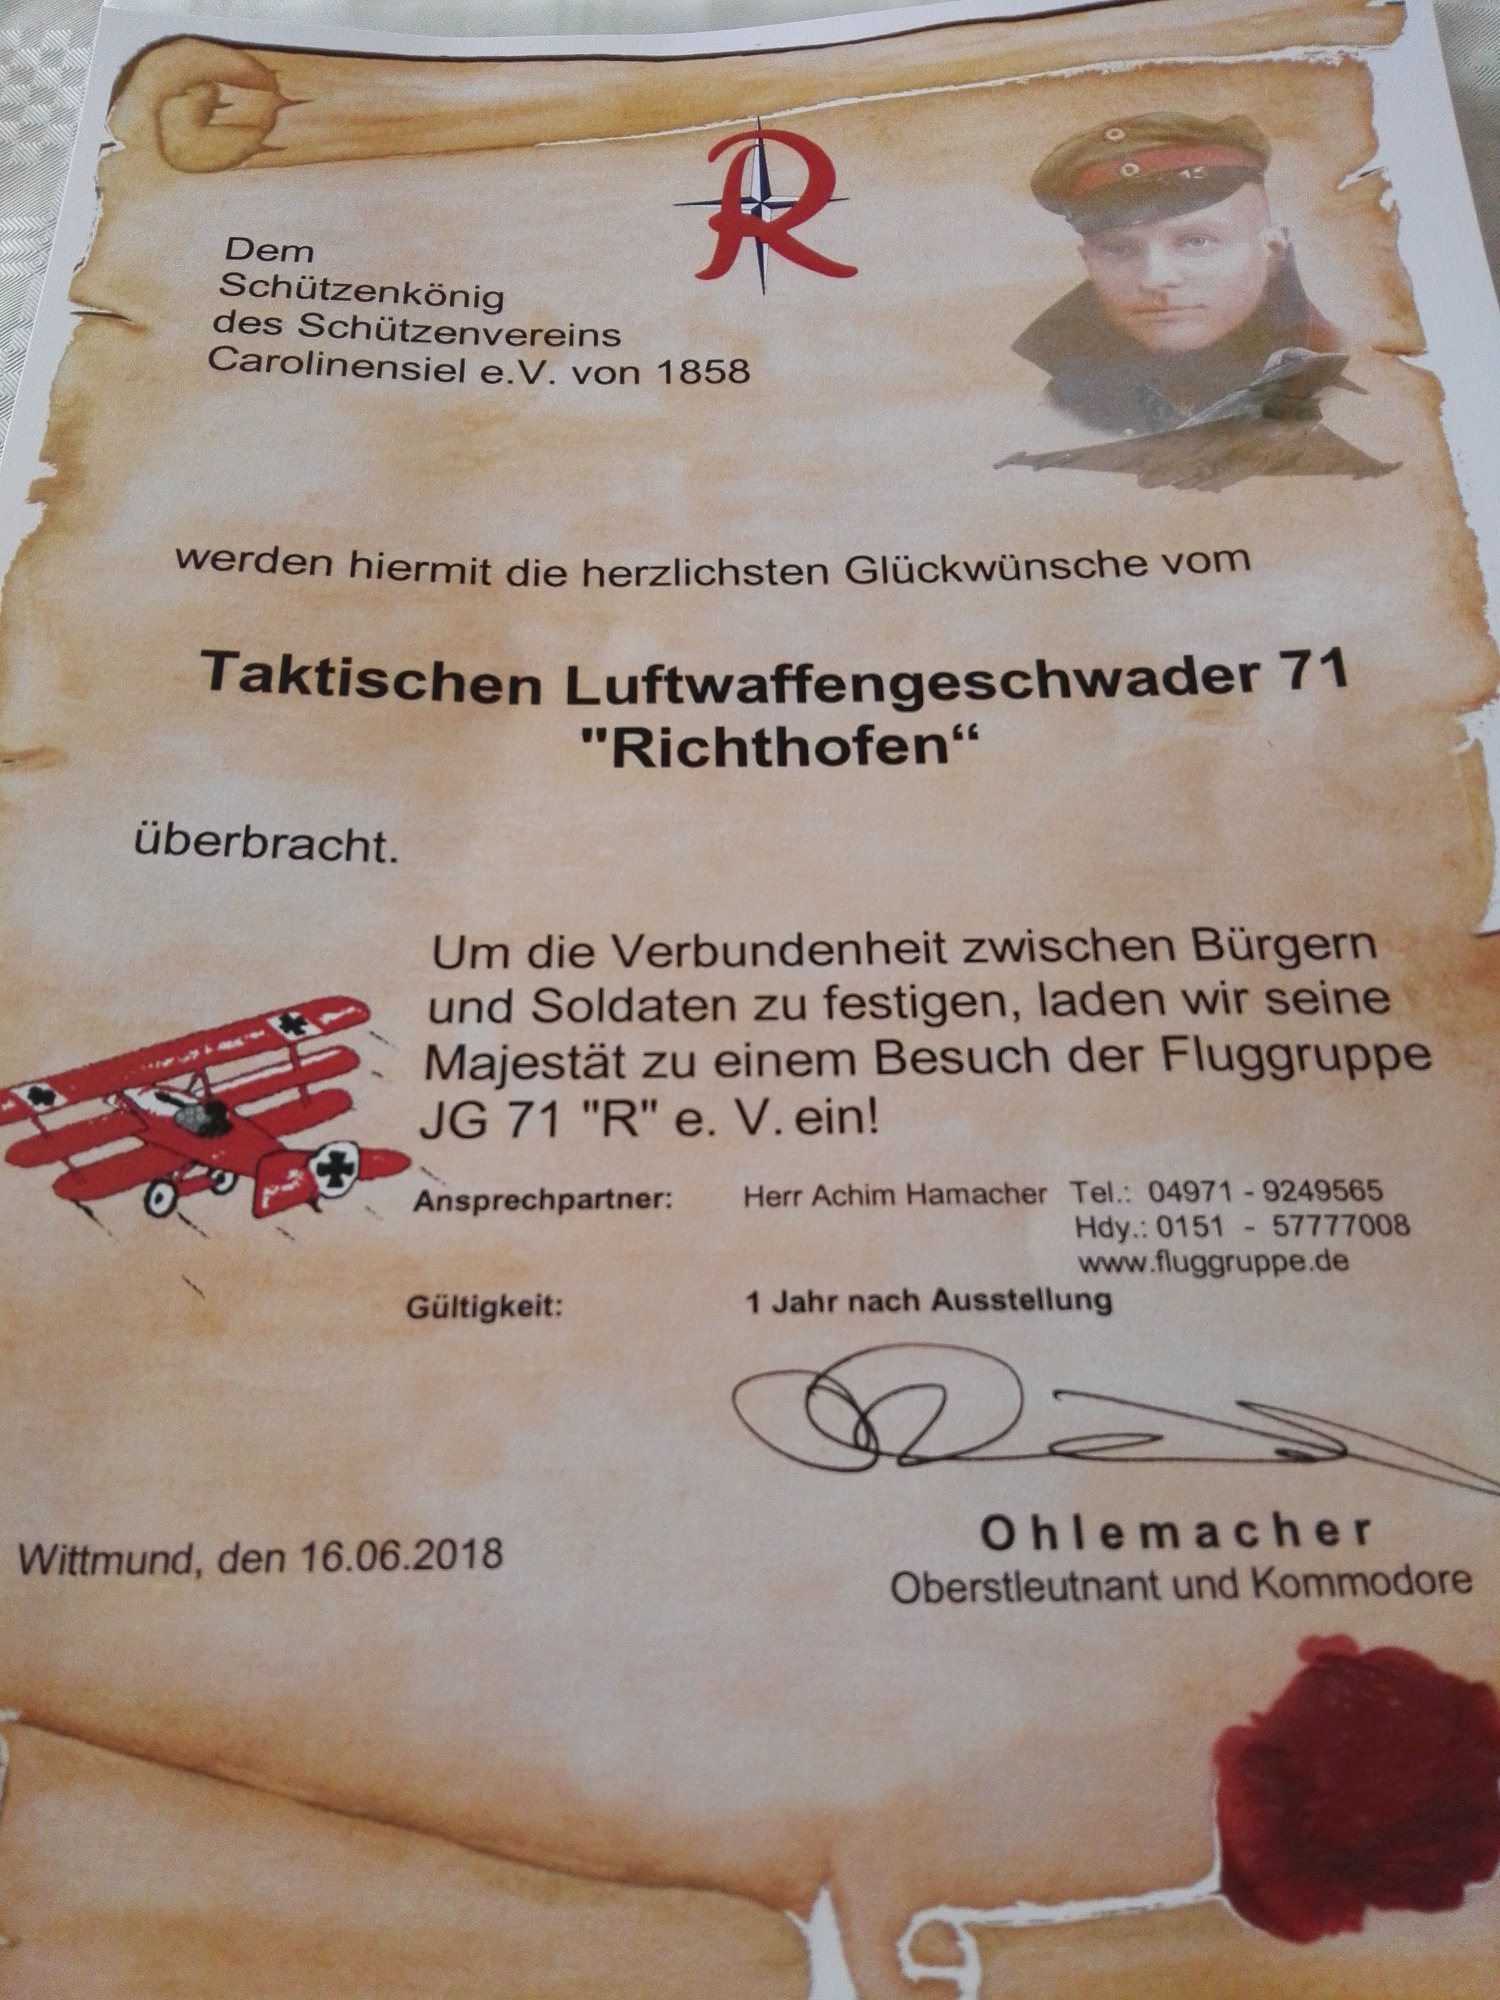 R
Dem
Schützenkönig
des Schützenvereins
Carolinensiel e.V. von 1858
werden hiermit die herzlichsten Glückwünsche vom
Taktischen Luftwaffengeschwader 71
"Richthofen“
überbracht.
Um die Verbundenheit zwischen Bürgern
und Soldaten zu festigen, laden wir seine
Majestät zu einem Besuch der Fluggruppe
JG 71 "R" e. V. ein!
Ansprechpartner: Herr Achim Hamacher Tel.: 04971 - 9249565
Hdy.: 0151 - 57777008
www.fluggruppe.de
Gültigkeit: 1 Jahr nach Ausstellung
Ohlemacher
Wittmund, den 16.06.2018
Oberstleutnant und Kommodore